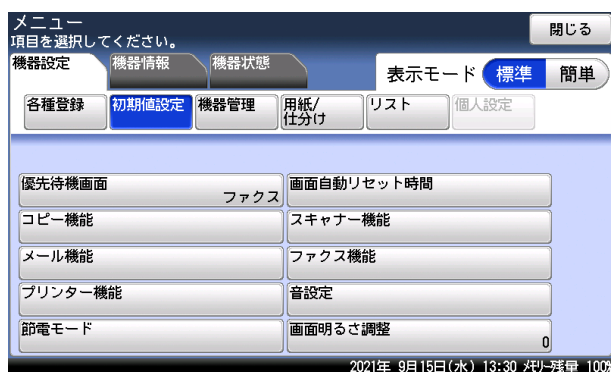 メニュー
項目を選択してください。
閉じる
機器設定 機器情報 機器状態
表示モード 標準 簡単
各種登録 初期値設定 機器管理 用紙/
仕分け リスト 個人設定
優先待機画面 ファクス 画面自動リセット時間
コピー機能 スキャナー機能
メール機能 ファクス機能
プリンター機能 音設定
節電モード 画面明るさ調整 0
2021年 9月15日(水) 13:30 メモリー残量 100%